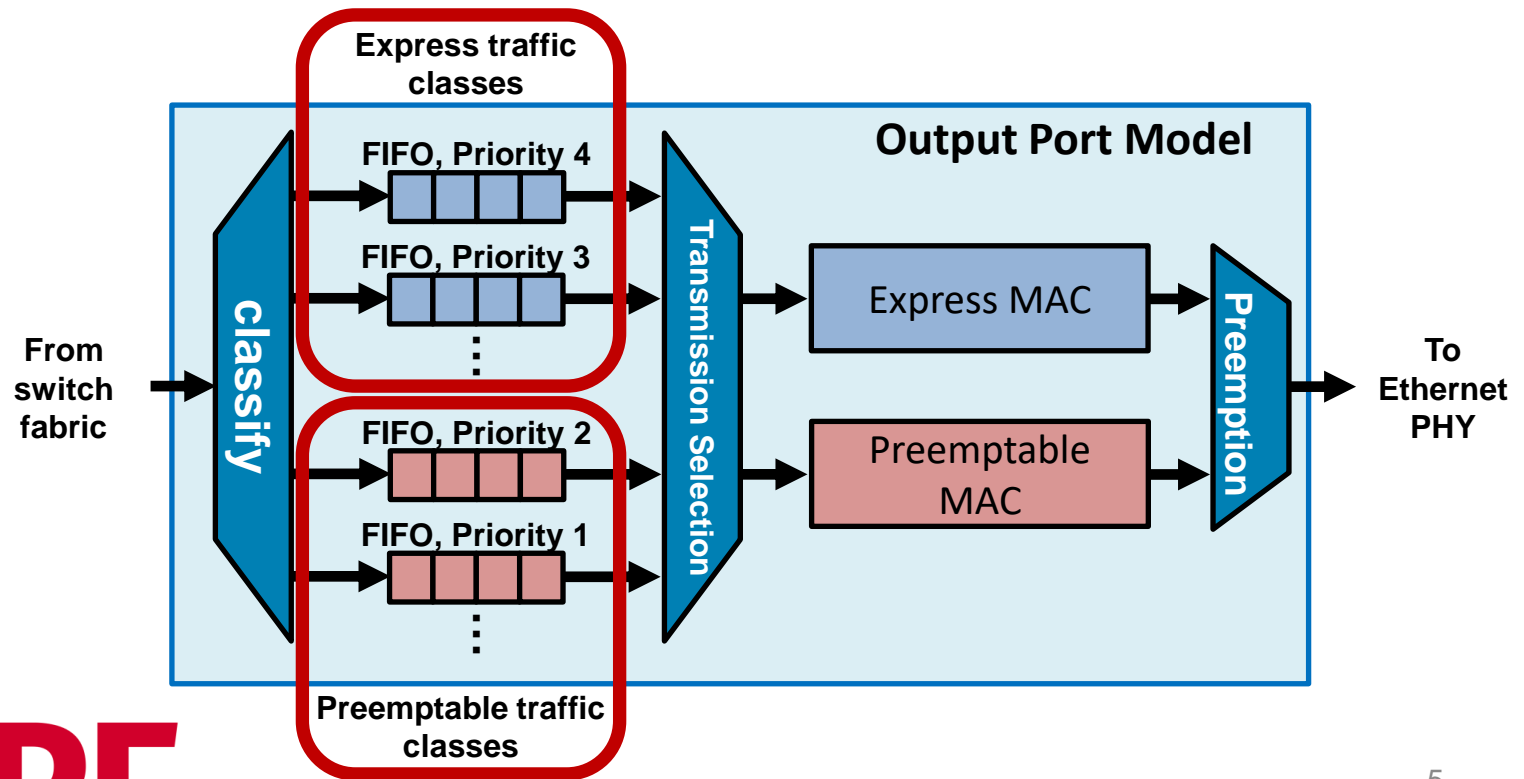 Express traffic
classes
Output Port Model
FIFO, Priority 4
FIFO, Priority 3
classify
Transmission Selection
Express MAC
Preemption
From
switch
fabric
To
Ethernet
PHY
FIFO, Priority 2
Preemptable
MAC
FIFO, Priority 1
Preemptable traffic
classes
5